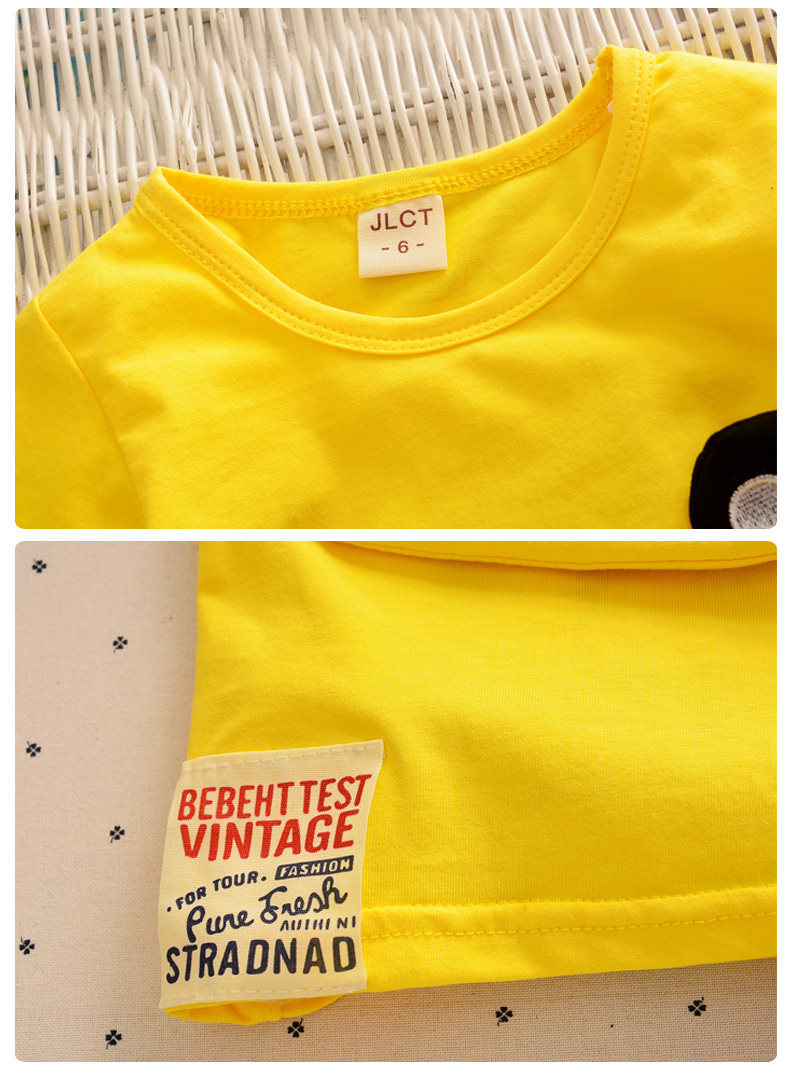 JLCT
- 6 -
BEBEHT TEST
VINTAGE
· FOR TOUR · FASHION
Pure Fresh
STRADNAD